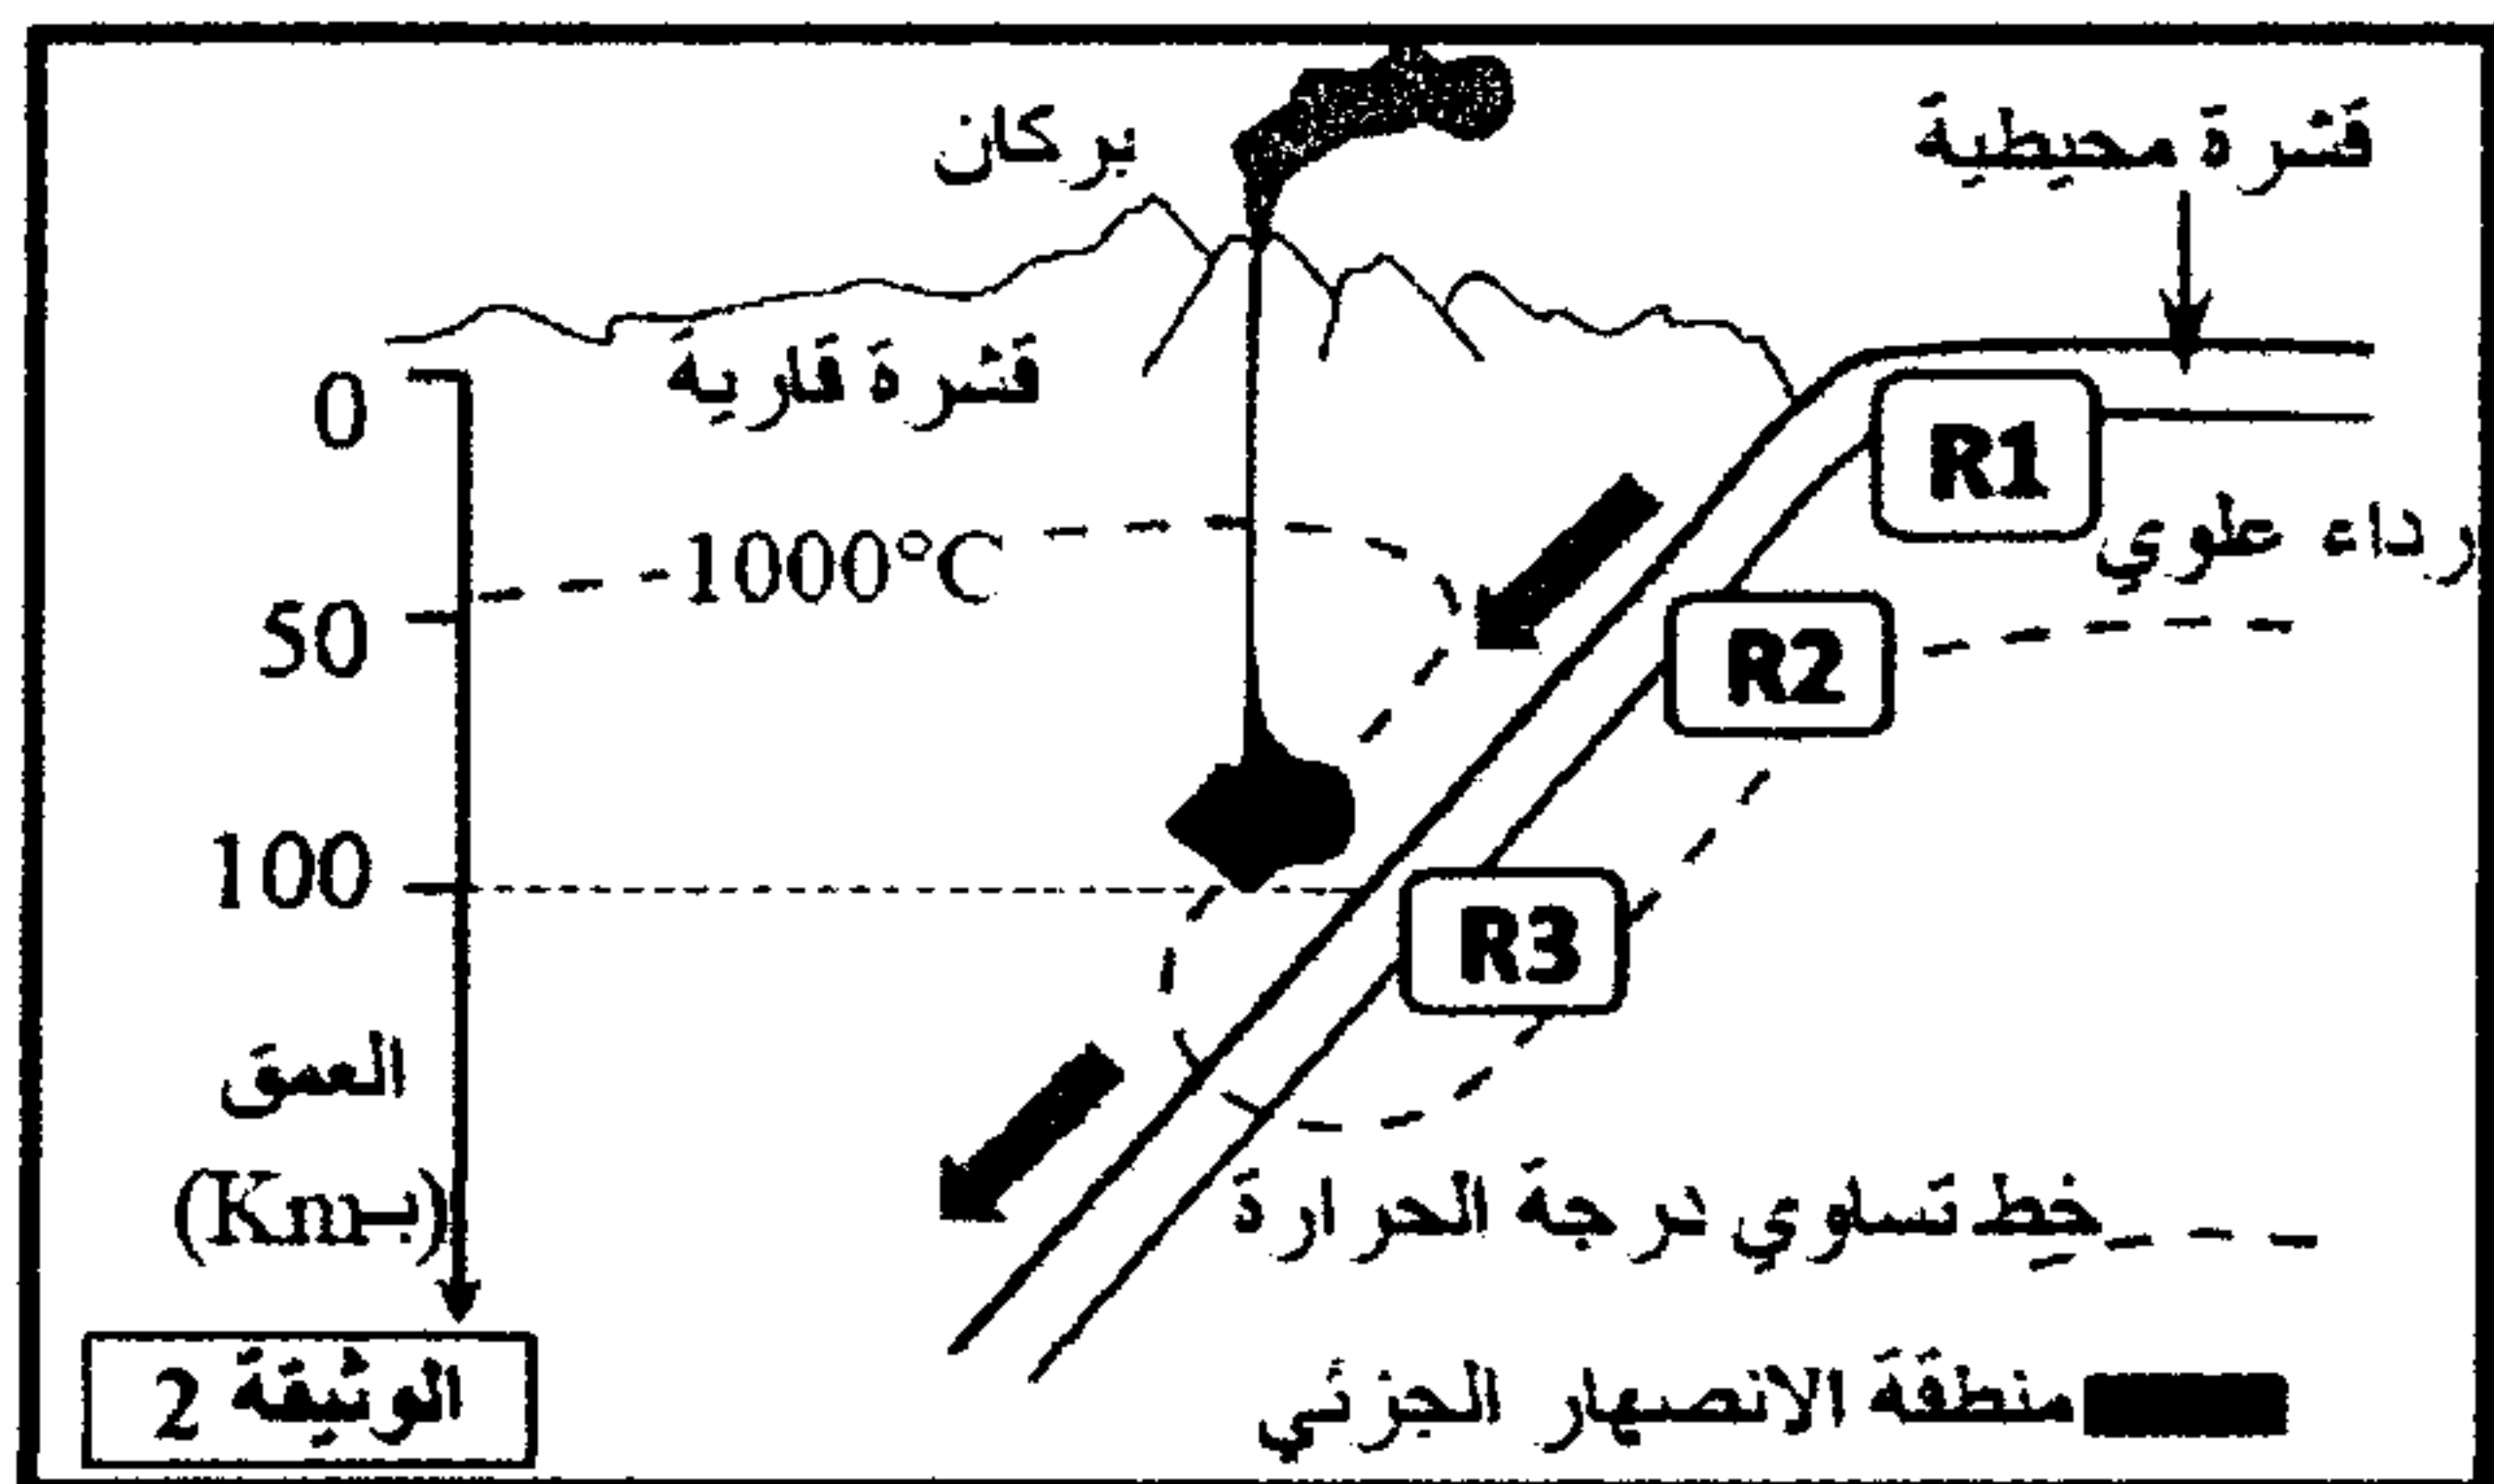 بركان
قشرة محيطية
قشرة قارية
0
R1
رداء علوي
1000°C
50
R2
100
R3
العمق
(بـKm)
خط تساوي درجة الحرارة
منطقة الانصهار الجزئي
الوثيقة 2